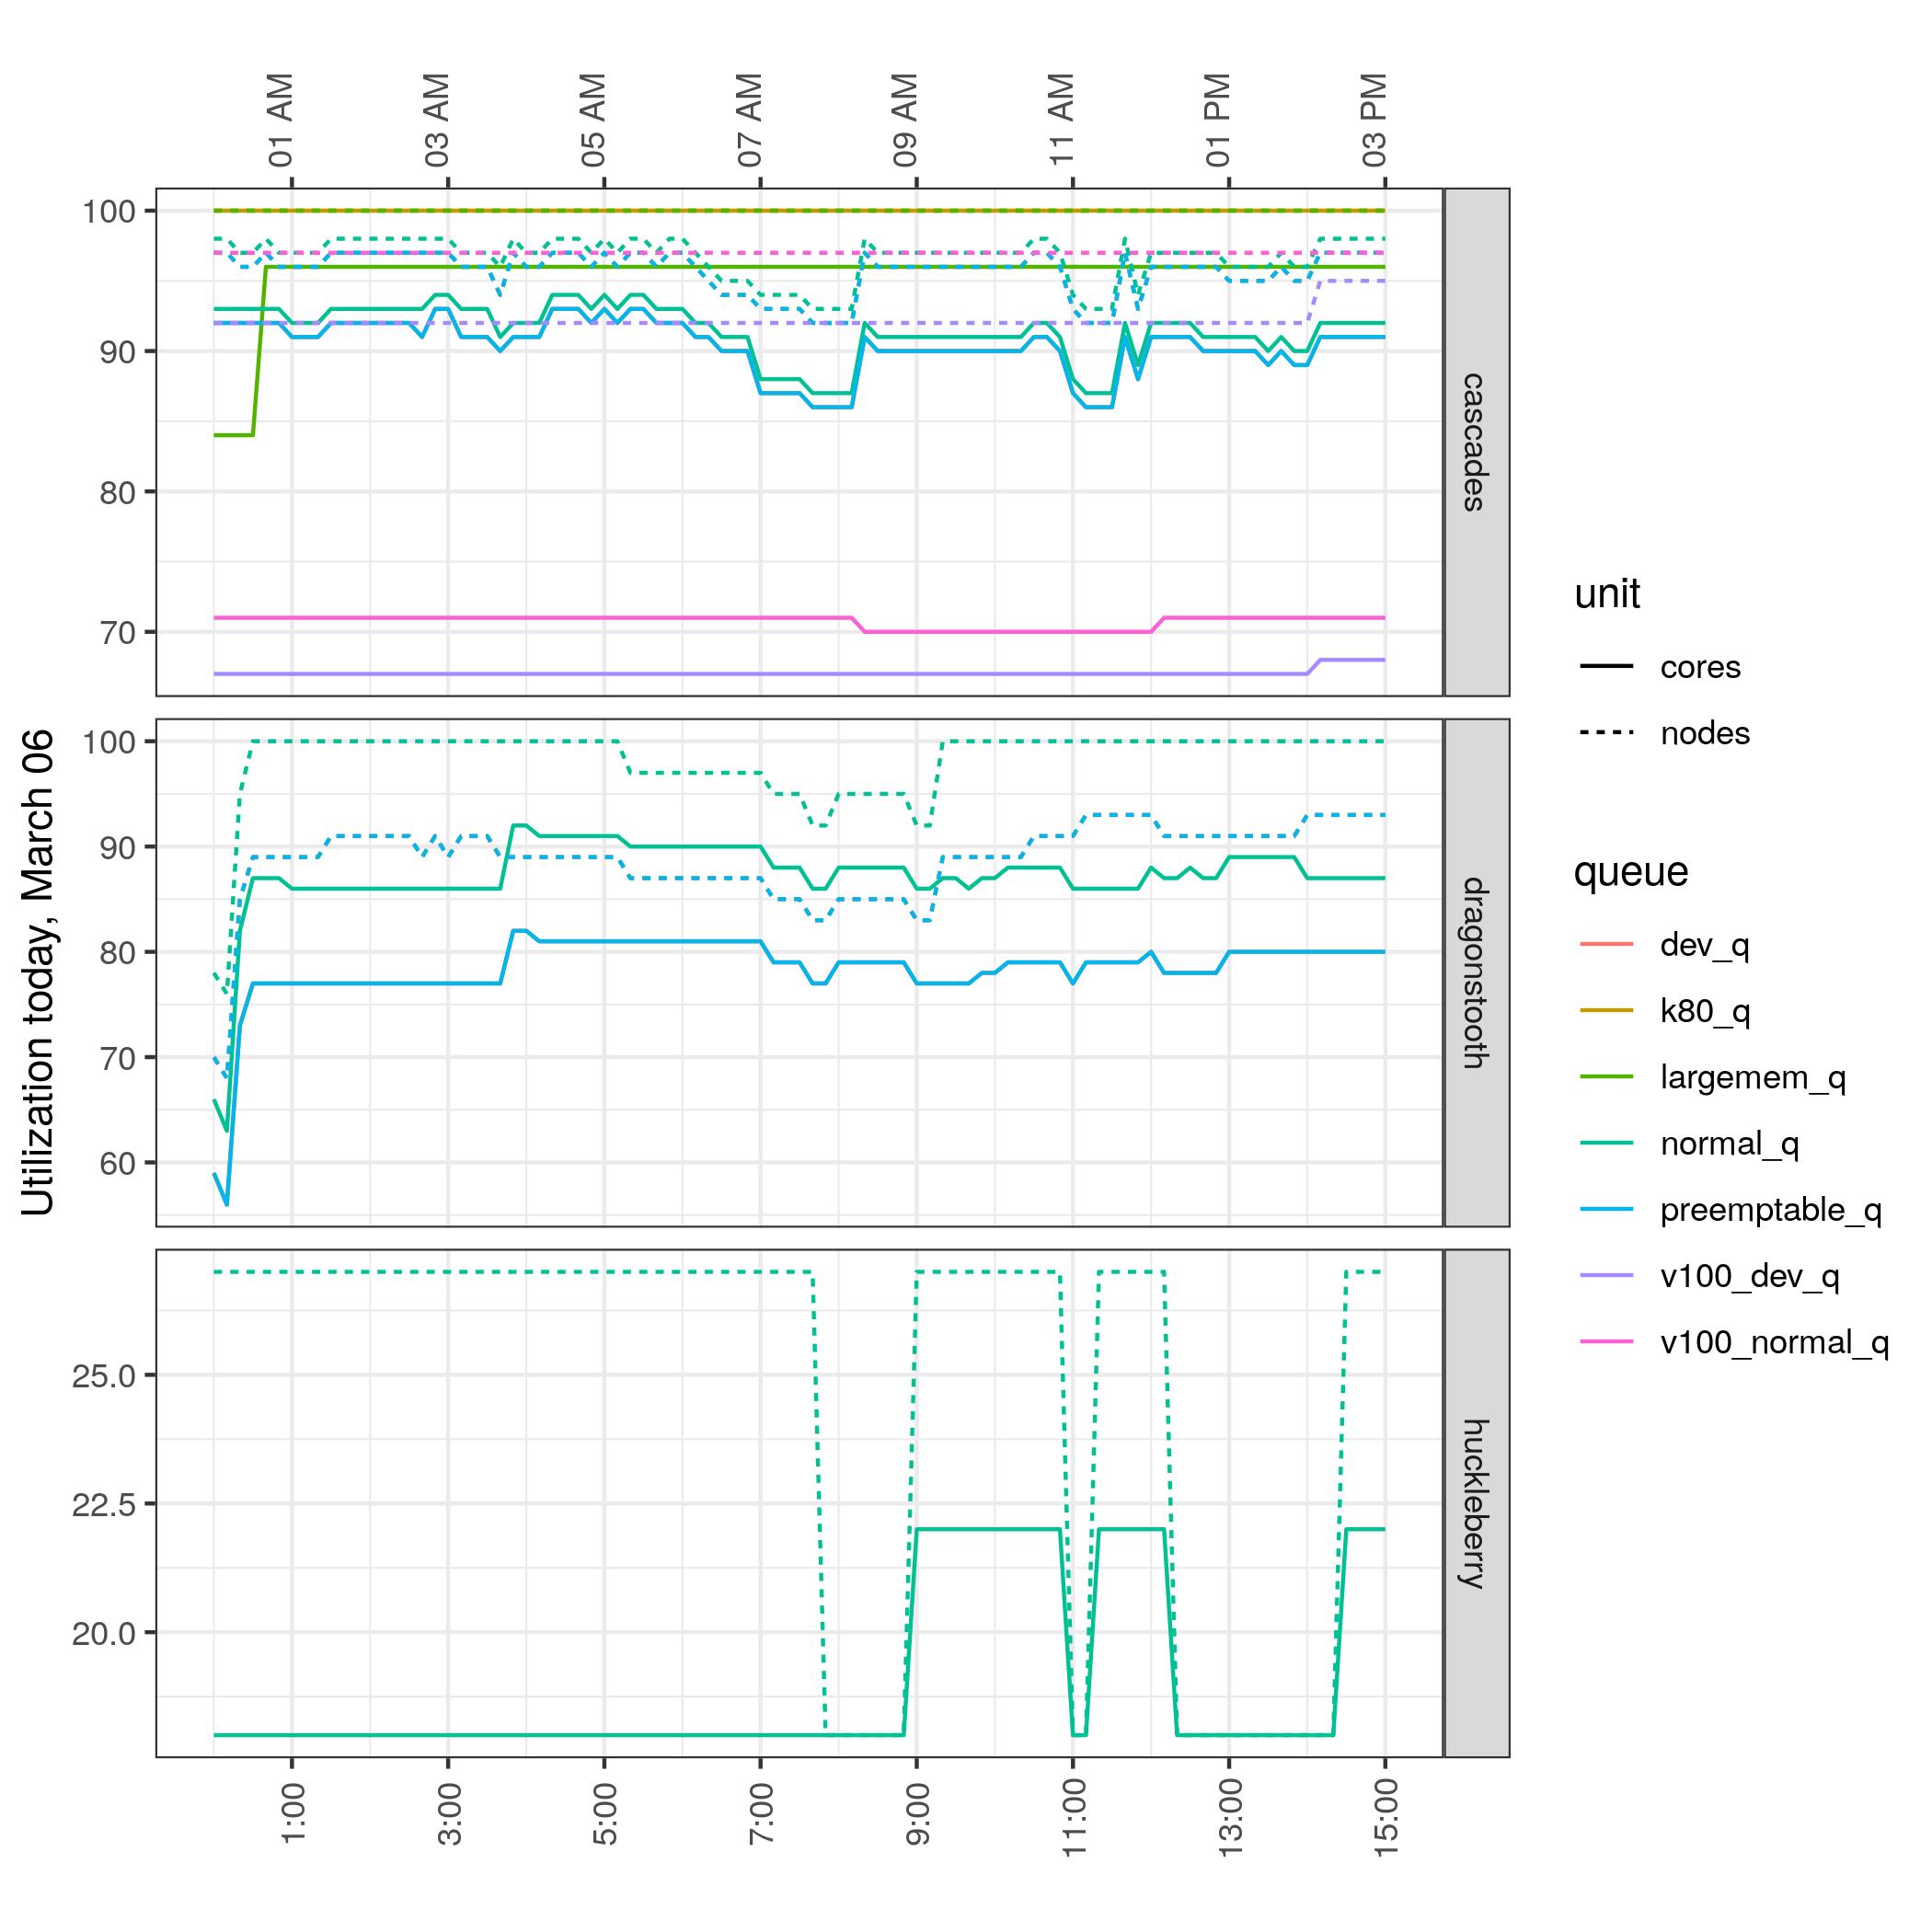 01 AM
03 AM
05 AM
07 AM
09 AM
11 AM
01 PM
03 PM
Utilization today, March 06
100
90
80
70
cascades
100
90
80
70
60
dragonstooth
25.0
22.5
20.0
huckleberry
1:00
3:00
5:00
7:00
9:00
11:00
13:00
15:00
unit
cores
nodes
queue
dev_q
k80_q
largemem_q
normal_q
preemptable_q
v100_dev_q
v100_normal_q